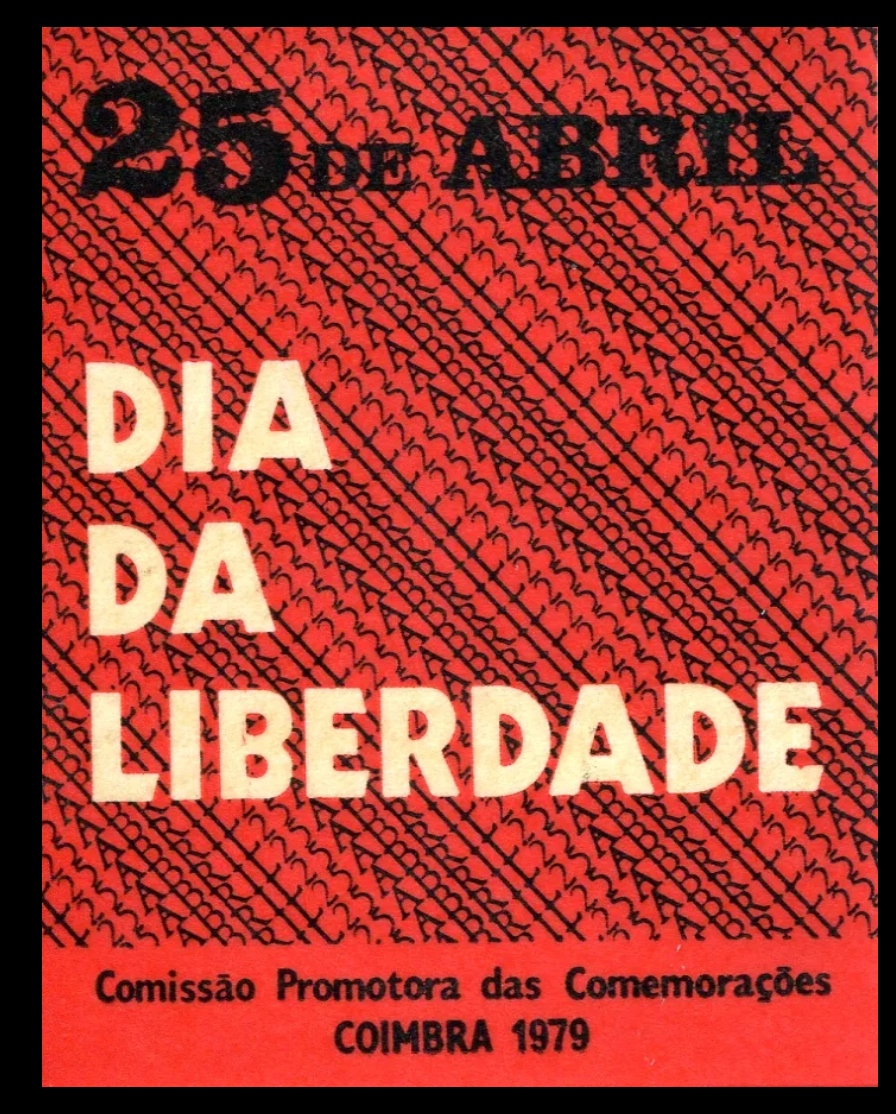 25 DE ABRIL
DIA
DA
LIBERDADE
Comissão Promotora das Comemorações
COIMBRA 1979